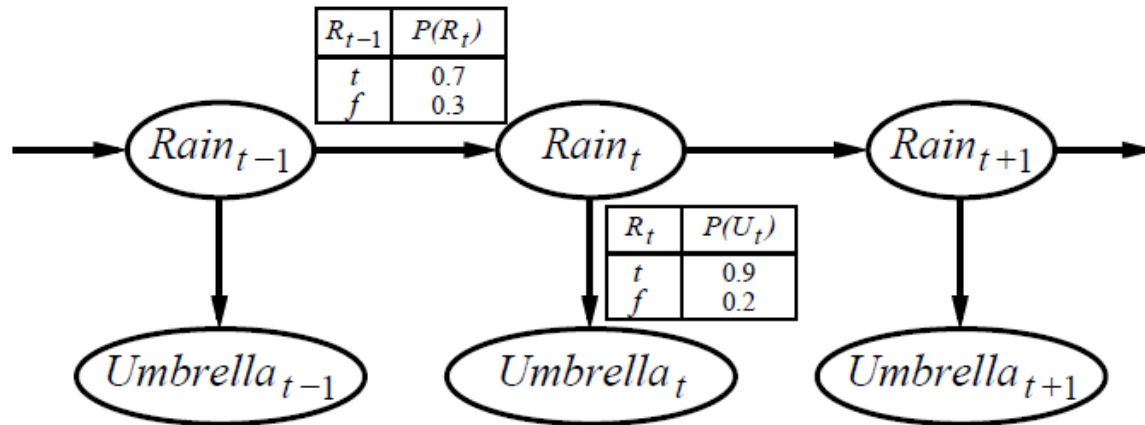 R_{t-1} P(R_t)
t 0.7
f 0.3
Rain_{t-1} Rain_t Rain_{t+1}
R_t P(U_t)
t 0.9
f 0.2
Umbrella_{t-1} Umbrella_t Umbrella_{t+1}